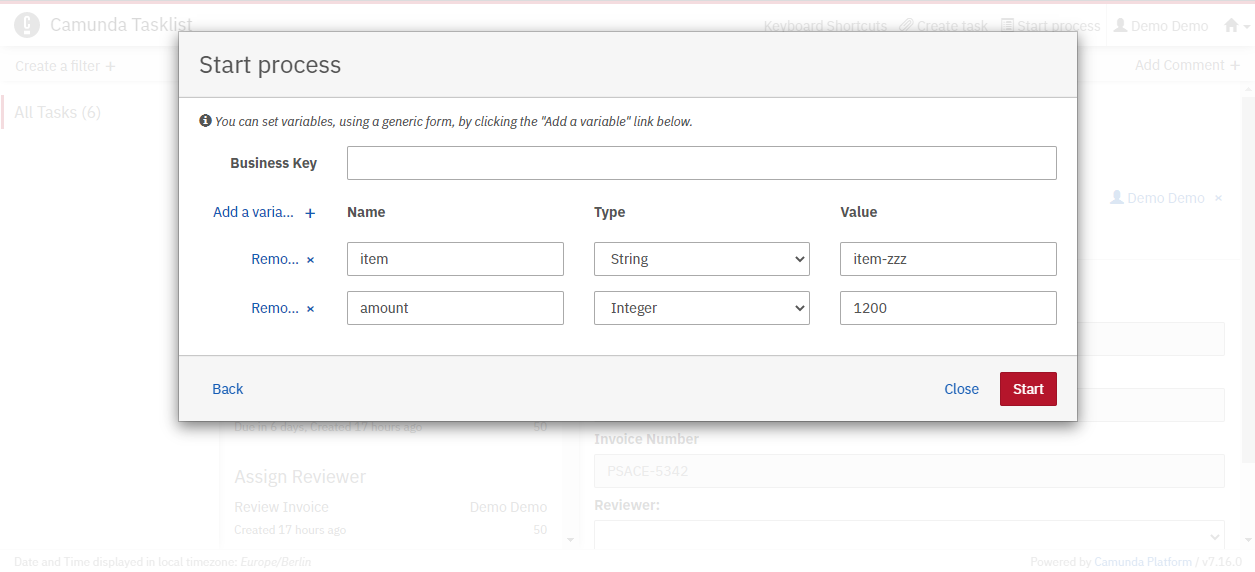 Camunda Tasklist
Keyboard Shortcuts Create task Start process Demo Demo
Create a filter +
Add Comment +
All Tasks (6)
Start process
You can set variables, using a generic form, by clicking the "Add a variable" link below.
Business Key
Demo Demo ×
Add a varia... + Name Type Value
Remo... × item String item-zzz
Remo... × amount Integer 1200
Back Close Start
Due in 6 days, Created 17 hours ago 50
Invoice Number
PSACE-5342
Assign Reviewer
Review Invoice Demo Demo
Reviewer:
Created 17 hours ago 50
Date and Time displayed in local timezone: Europe/Berlin
Powered by Camunda Platform / v7.16.0